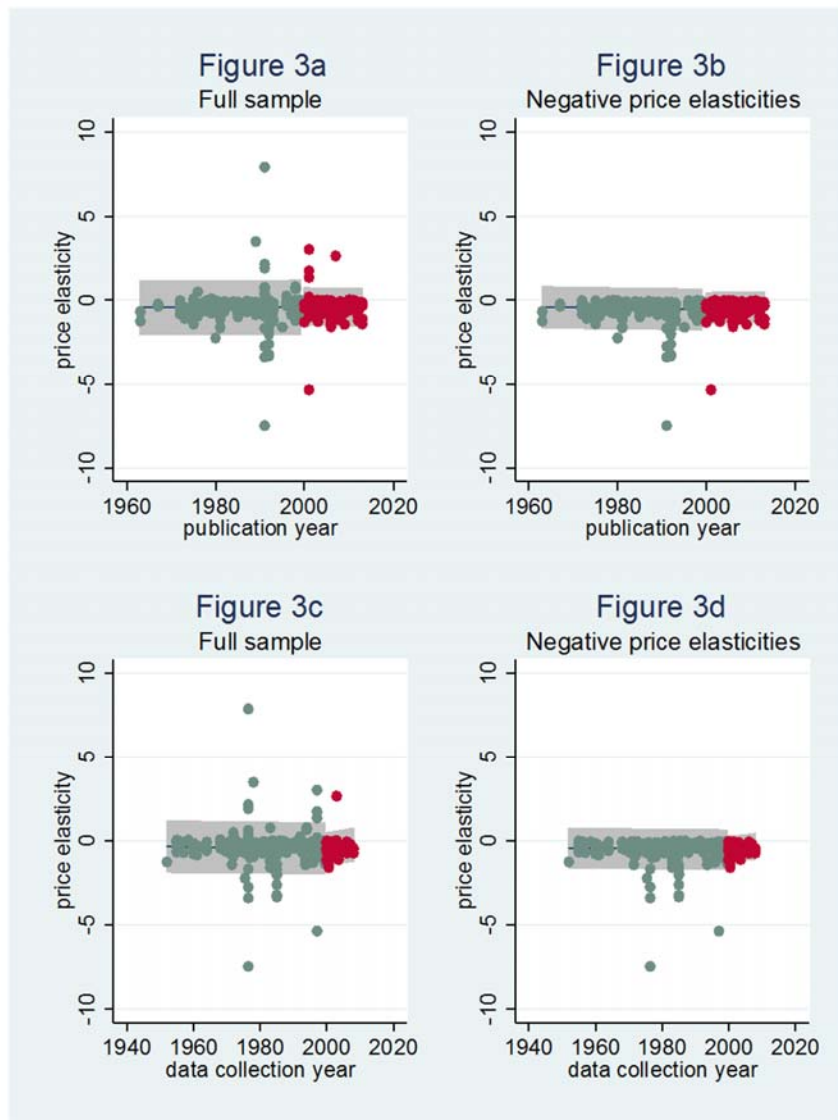 Figure 3a
Full sample
price elasticity
10
5
0
-5
-10
1960 1980 2000 2020
publication year
Figure 3b
Negative price elasticities
price elasticity
10
5
0
-5
-10
1960 1980 2000 2020
publication year
Figure 3c
Full sample
price elasticity
10
5
0
-5
-10
1940 1960 1980 2000 2020
data collection year
Figure 3d
Negative price elasticities
price elasticity
10
5
0
-5
-10
1940 1960 1980 2000 2020
data collection year